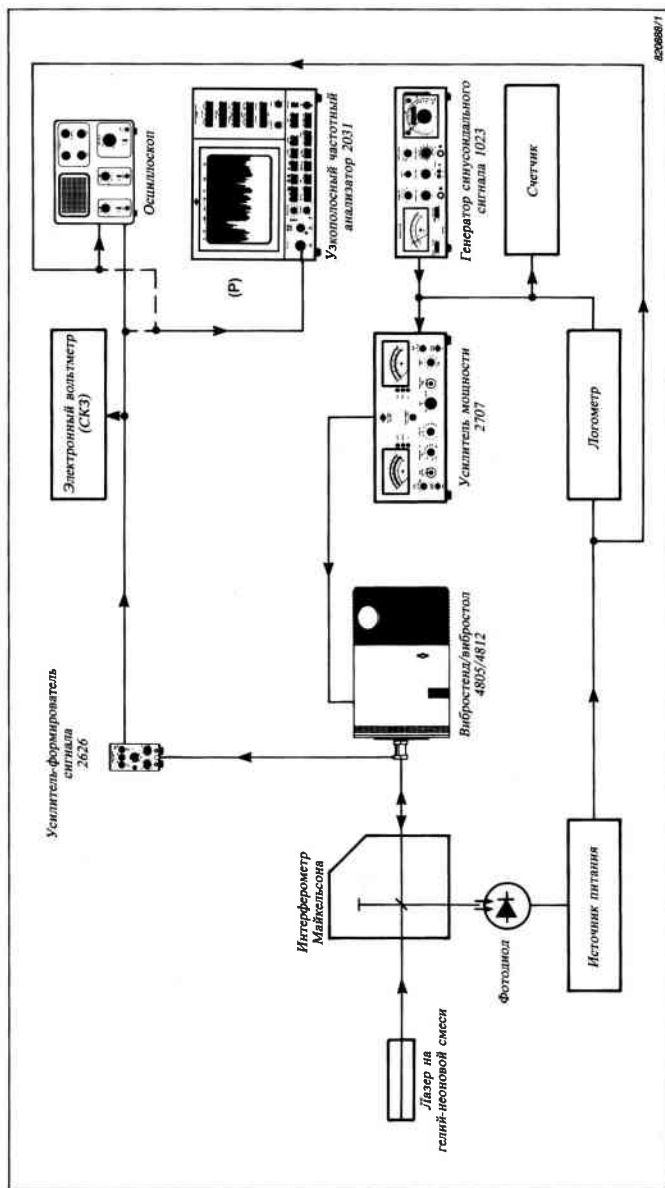 Лазер на
гелий-неоновой смеси
Интерферометр
Майкельсона
Фотодиод
Источник питания
Усилитель-формирователь
сигнала
2626
Вибростенд/вибростол
4805/4812
Электронный вольтметр
(СКЗ)
Усилитель мощности
2707
Логометр
Осциллоскоп
(Р)
Узкополосный частотный
анализатор 2031
Генератор синусоидального
сигнала 1023
Счетчик
820888/1